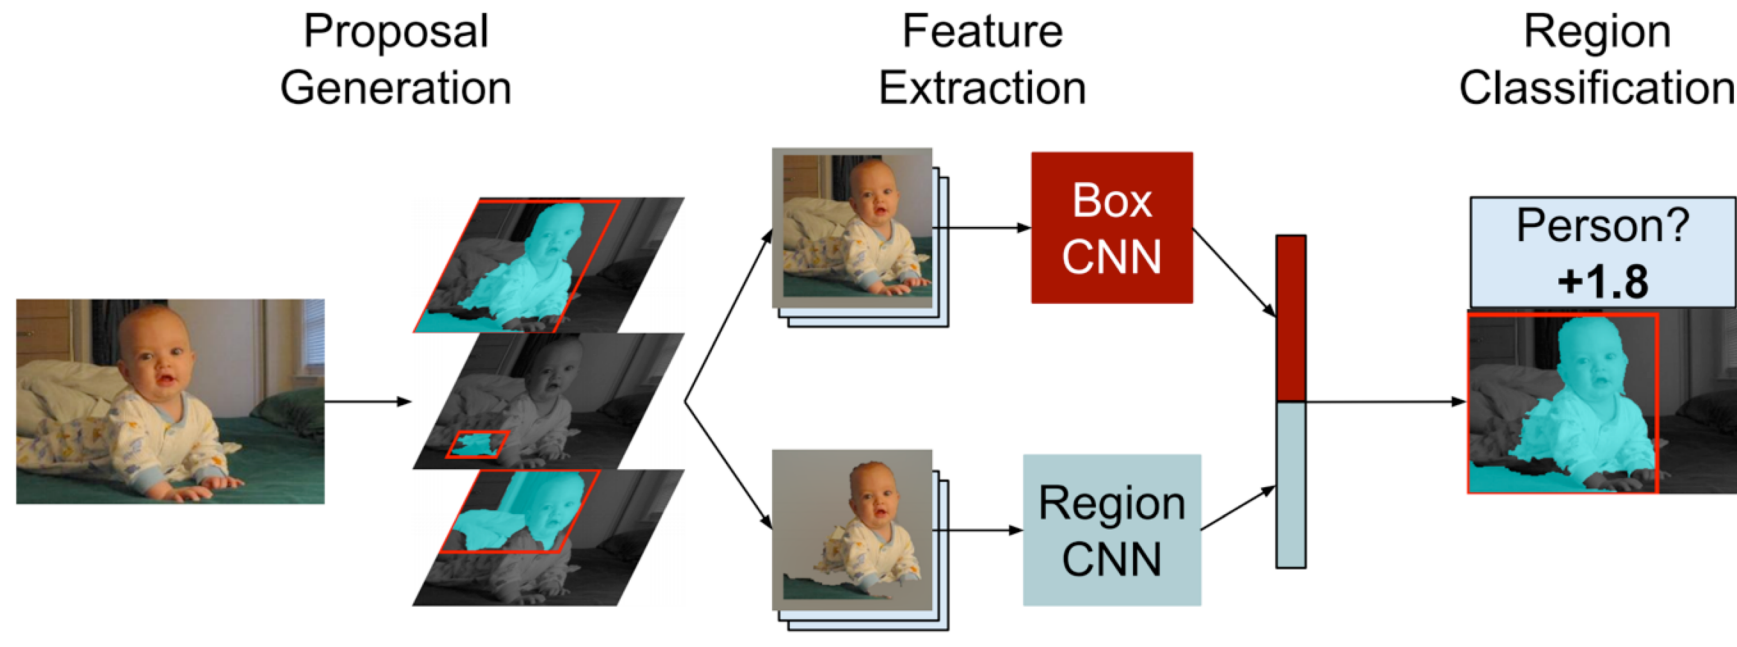 Proposal
Generation
Feature
Extraction
Region
Classification
Box
CNN
Region
CNN
Person?
+1.8